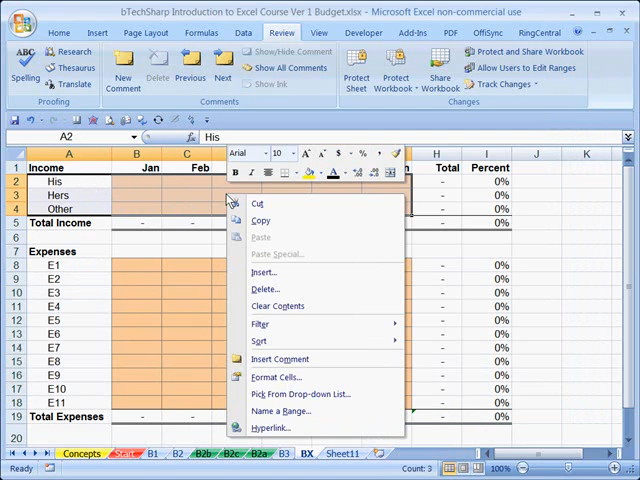 bTechSharp Introduction to Excel Course Ver 1 Budget.xlsx - Microsoft Excel non-commercial use
Home Insert Page Layout Formulas Data Review View Developer Add-Ins PDF OffiSync RingCentral
ABC
Spelling
Research
Thesaurus
Translate
Proofing
New Comment
Delete
Previous
Next
Show/Hide Comment
Show All Comments
Show Ink
Comments
Protect Sheet
Protect Workbook
Share Workbook
Protect and Share Workbook
Allow Users to Edit Ranges
Track Changes
Changes
A2
fx
His
Arial 10 A A $ % ,
B I A .0 .00 .00 .0
A B C H I J K
1 Income Jan Feb Total Percent
2 His - 0%
3 Hers - 0%
4 Other - 0%
5 Total Income - - - 0%
6
7 Expenses
8 E1 - 0%
9 E2 - 0%
10 E3 - 0%
11 E4 - 0%
12 E5 - 0%
13 E6 - 0%
14 E7 - 0%
15 E8 - 0%
16 E9 - 0%
17 E10 - 0%
18 E11 - 0%
19 Total Expenses - - - 0%
20
Cut
Copy
Paste
Paste Special...
Insert...
Delete...
Clear Contents
Filter
Sort
Insert Comment
Format Cells...
Pick From Drop-down List...
Name a Range...
Hyperlink...
Concepts Start B1 B2 B2b B2c B2a B3 BX Sheet11
Ready Count: 3 100%